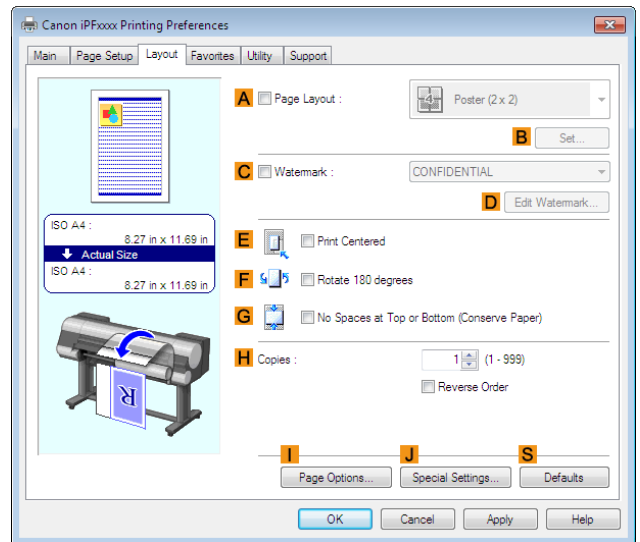 Canon iPFxxxx Printing Preferences
Main Page Setup Layout Favorites Utility Support
A Page Layout : 4 Poster (2 x 2)
B Set...
C Watermark : CONFIDENTIAL
D Edit Watermark...
ISO A4 :
8.27 in x 11.69 in
Actual Size
ISO A4 :
8.27 in x 11.69 in
E Print Centered
F Rotate 180 degrees
G No Spaces at Top or Bottom (Conserve Paper)
H Copies : 1 (1 - 999)
Reverse Order
R
I J S
Page Options... Special Settings... Defaults
OK Cancel Apply Help